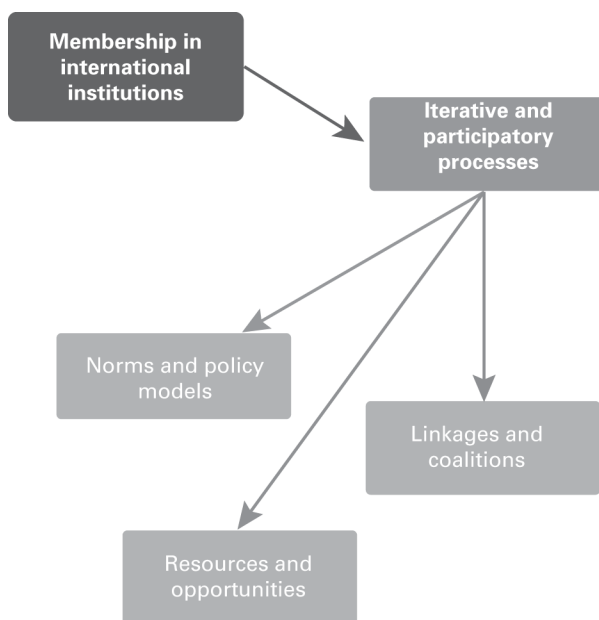 Membership in
international
institutions
Iterative and
participatory
processes
Norms and policy
models
Linkages and
coalitions
Resources and
opportunities